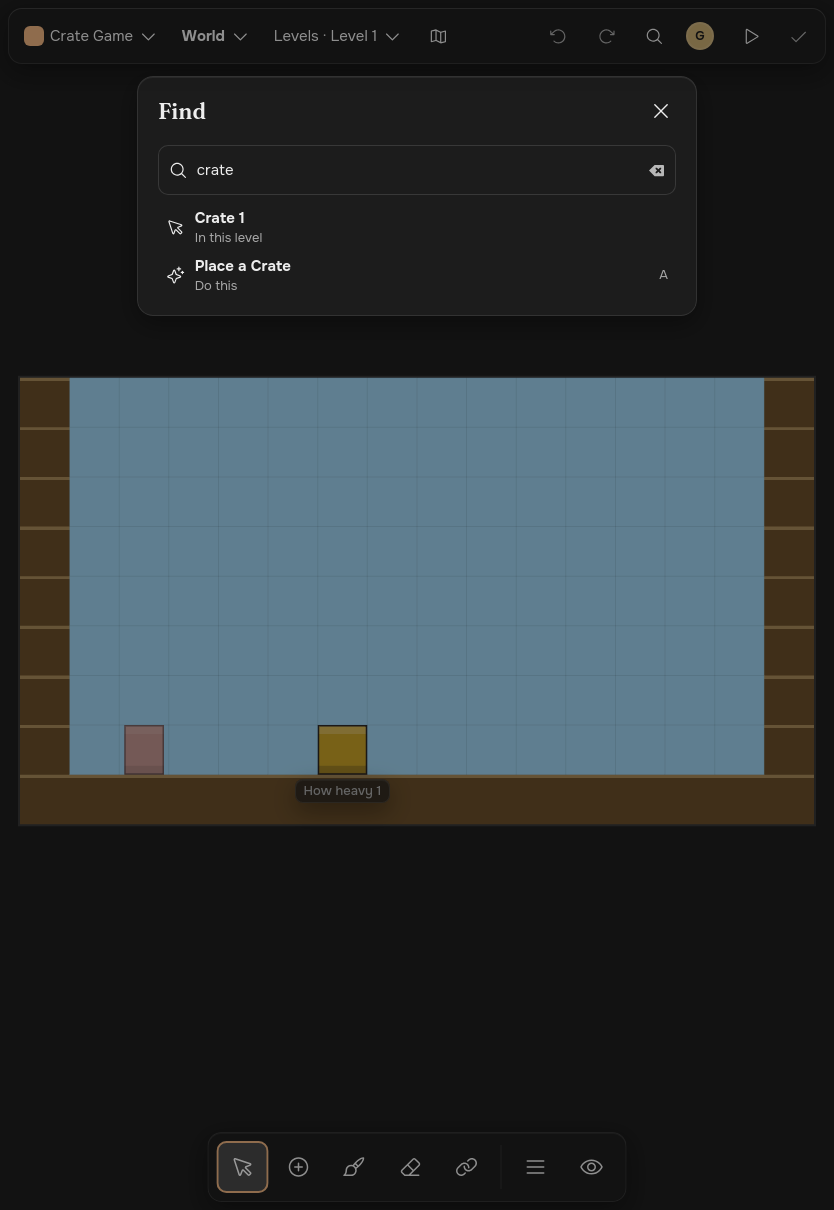 Crate Game
World
Levels · Level 1
G
Find
crate
Crate 1
In this level
Place a Crate
A
Do this
How heavy 1